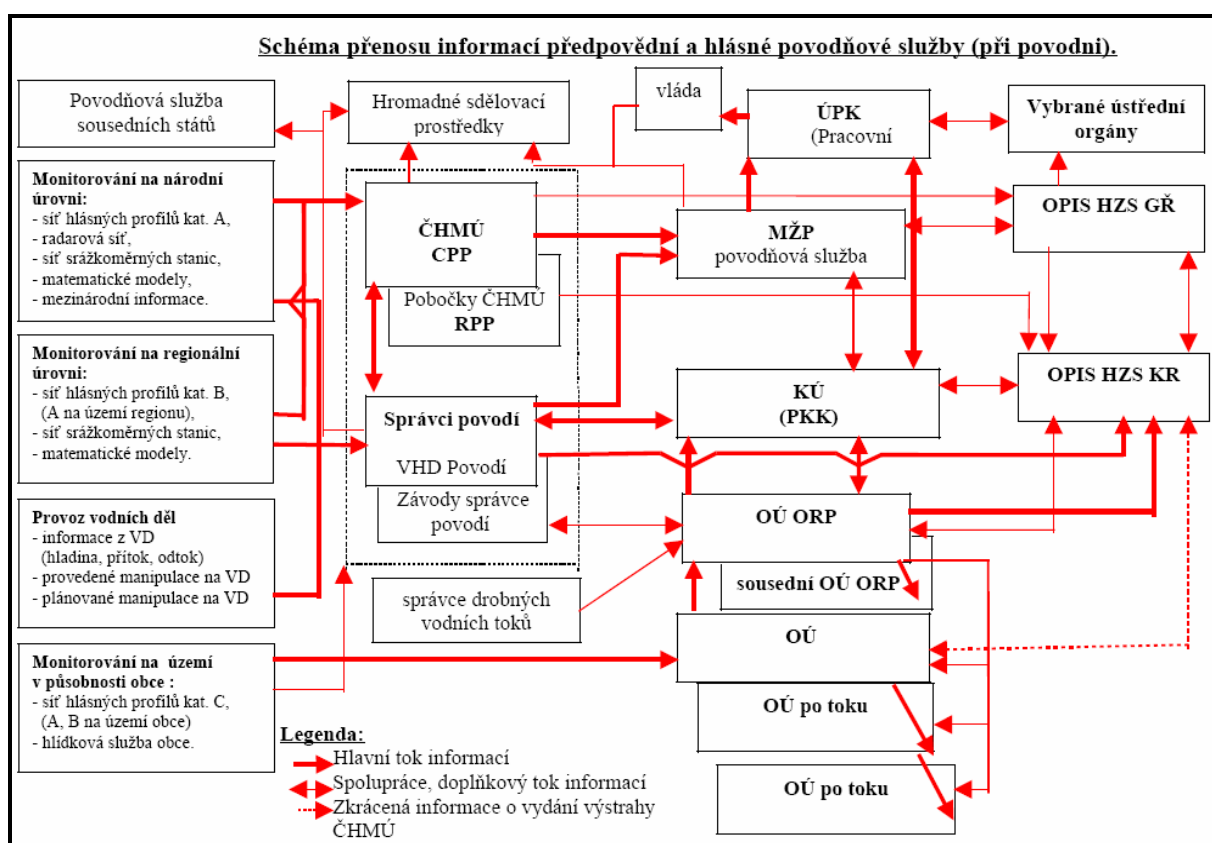 Schéma přenosu informací předpovědní a hlásné povodňové služby (při povodni).
Povodňová služba
sousedních států
Hromadné sdělovací
prostředky
vláda
ÚPK
(Pracovní
Vybrané ústřední
orgány
Monitorování na národní
úrovni:
- síť hlásných profilů kat. A,
- radarová síť,
- síť srážkoměrných stanic,
- matematické modely,
- mezinárodní informace.
ČHMÚ
CPP
Pobočky ČHMÚ
RPP
MŽP
povodňová služba
OPIS HZS GŘ
Monitorování na regionální
úrovni:
- síť hlásných profilů kat. B,
(A na území regionu),
- síť srážkoměrných stanic,
- matematické modely.
Správci povodí
VHD Povodí
Závody správce
povodí
KÚ
(PKK)
OPIS HZS KR
Provoz vodních děl
- informace z VD
(hladina, přítok, odtok)
- provedené manipulace na VD
- plánované manipulace na VD
správce drobných
vodních toků
OÚ ORP
sousední OÚ ORP
OÚ
Monitorování na území
v působnosti obce :
- síť hlásných profilů kat. C,
(A, B na území obce)
- hlídková služba obce.
OÚ po toku
OÚ po toku
Legenda:
Hlavní tok informací
Spolupráce, doplňkový tok informací
Zkrácená informace o vydání výstrahy
ČHMÚ